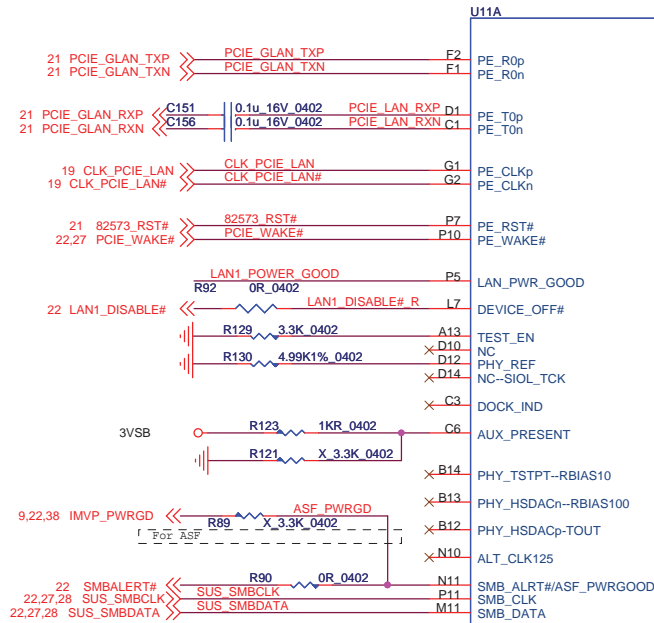 U11A
21 PCIE_GLAN_TXP PCIE_GLAN_TXP F2 PE_R0p
21 PCIE_GLAN_TXN PCIE_GLAN_TXN F1 PE_R0n
21 PCIE_GLAN_RXP C151 0.1u_16V_0402 PCIE_LAN_RXP D1 PE_T0p
21 PCIE_GLAN_RXN C156 0.1u_16V_0402 PCIE_LAN_RXN C1 PE_T0n
19 CLK_PCIE_LAN CLK_PCIE_LAN G1 PE_CLKp
19 CLK_PCIE_LAN# CLK_PCIE_LAN# G2 PE_CLKn
21 82573_RST# 82573_RST# P7 PE_RST#
22,27 PCIE_WAKE# PCIE_WAKE# P10 PE_WAKE#
LAN1_POWER_GOOD P5 LAN_PWR_GOOD
R92 0R_0402
22 LAN1_DISABLE# LAN1_DISABLE#_R L7 DEVICE_OFF#
R129 3.3K_0402 A13 TEST_EN
D10 NC
R130 4.99K1%_0402 D12 PHY_REF
D14 NC--SIOL_TCK
C3 DOCK_IND
3VSB R123 1KR_0402 C6 AUX_PRESENT
R121 X_3.3K_0402
B14 PHY_TSTPT--RBIAS10
B13 PHY_HSDACn--RBIAS100
9,22,38 IMVP_PWRGD ASF_PWRGD
R89 X_3.3K_0402
B12 PHY_HSDACp-TOUT
For ASF
N10 ALT_CLK125
22 SMBALERT# R90 0R_0402 N11 SMB_ALRT#/ASF_PWRGOOD
22,27,28 SUS_SMBCLK SUS_SMBCLK P11 SMB_CLK
22,27,28 SUS_SMBDATA SUS_SMBDATA M11 SMB_DATA